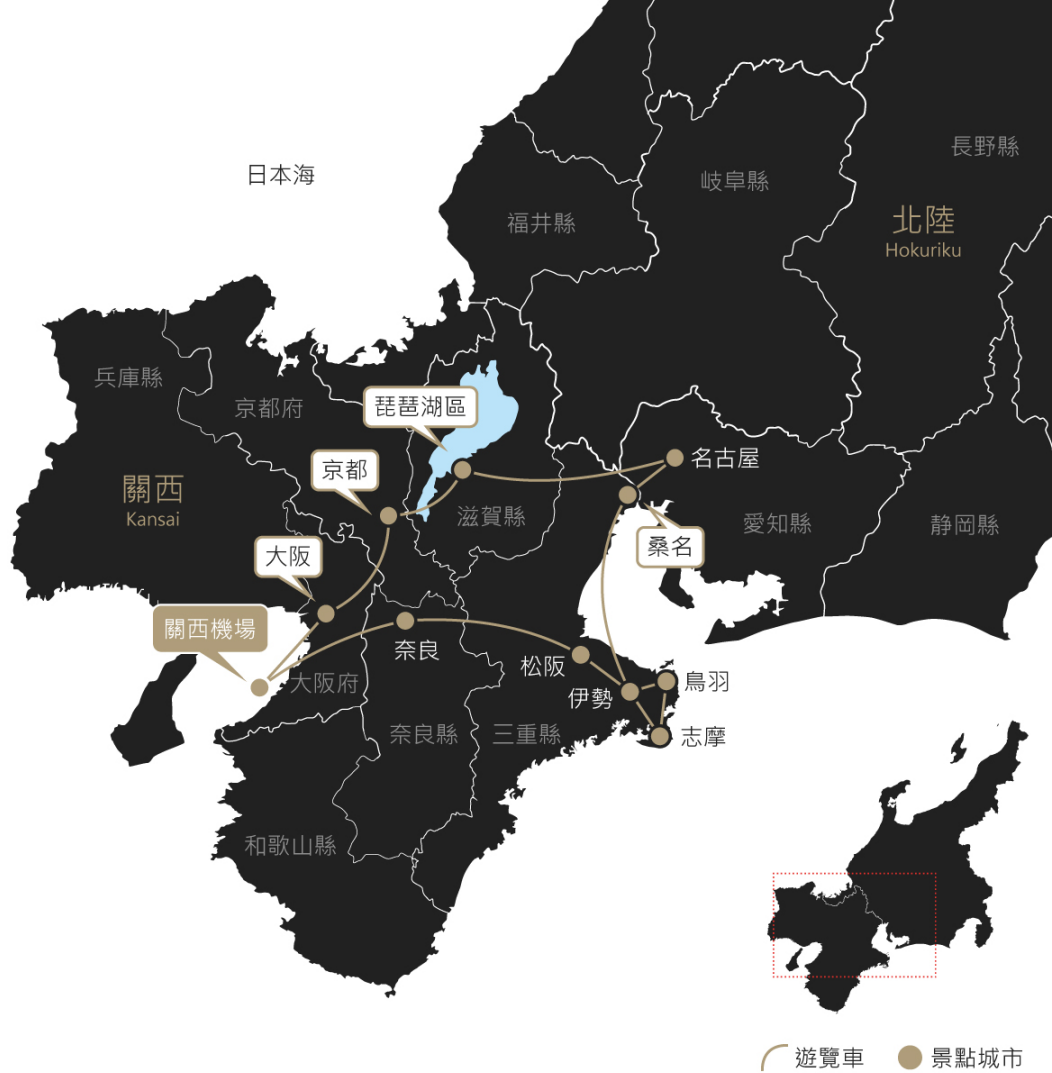 日本海
長野縣
岐阜縣
福井縣
北陸
Hokuriku
兵庫縣
京都府
琵琶湖區
名古屋
京都
關西
Kansai
滋賀縣
愛知縣
静岡縣
桑名
大阪
關西機場
奈良
松阪
大阪府
伊勢
鳥羽
奈良縣
三重縣
志摩
和歌山縣
遊覽車
景點城市